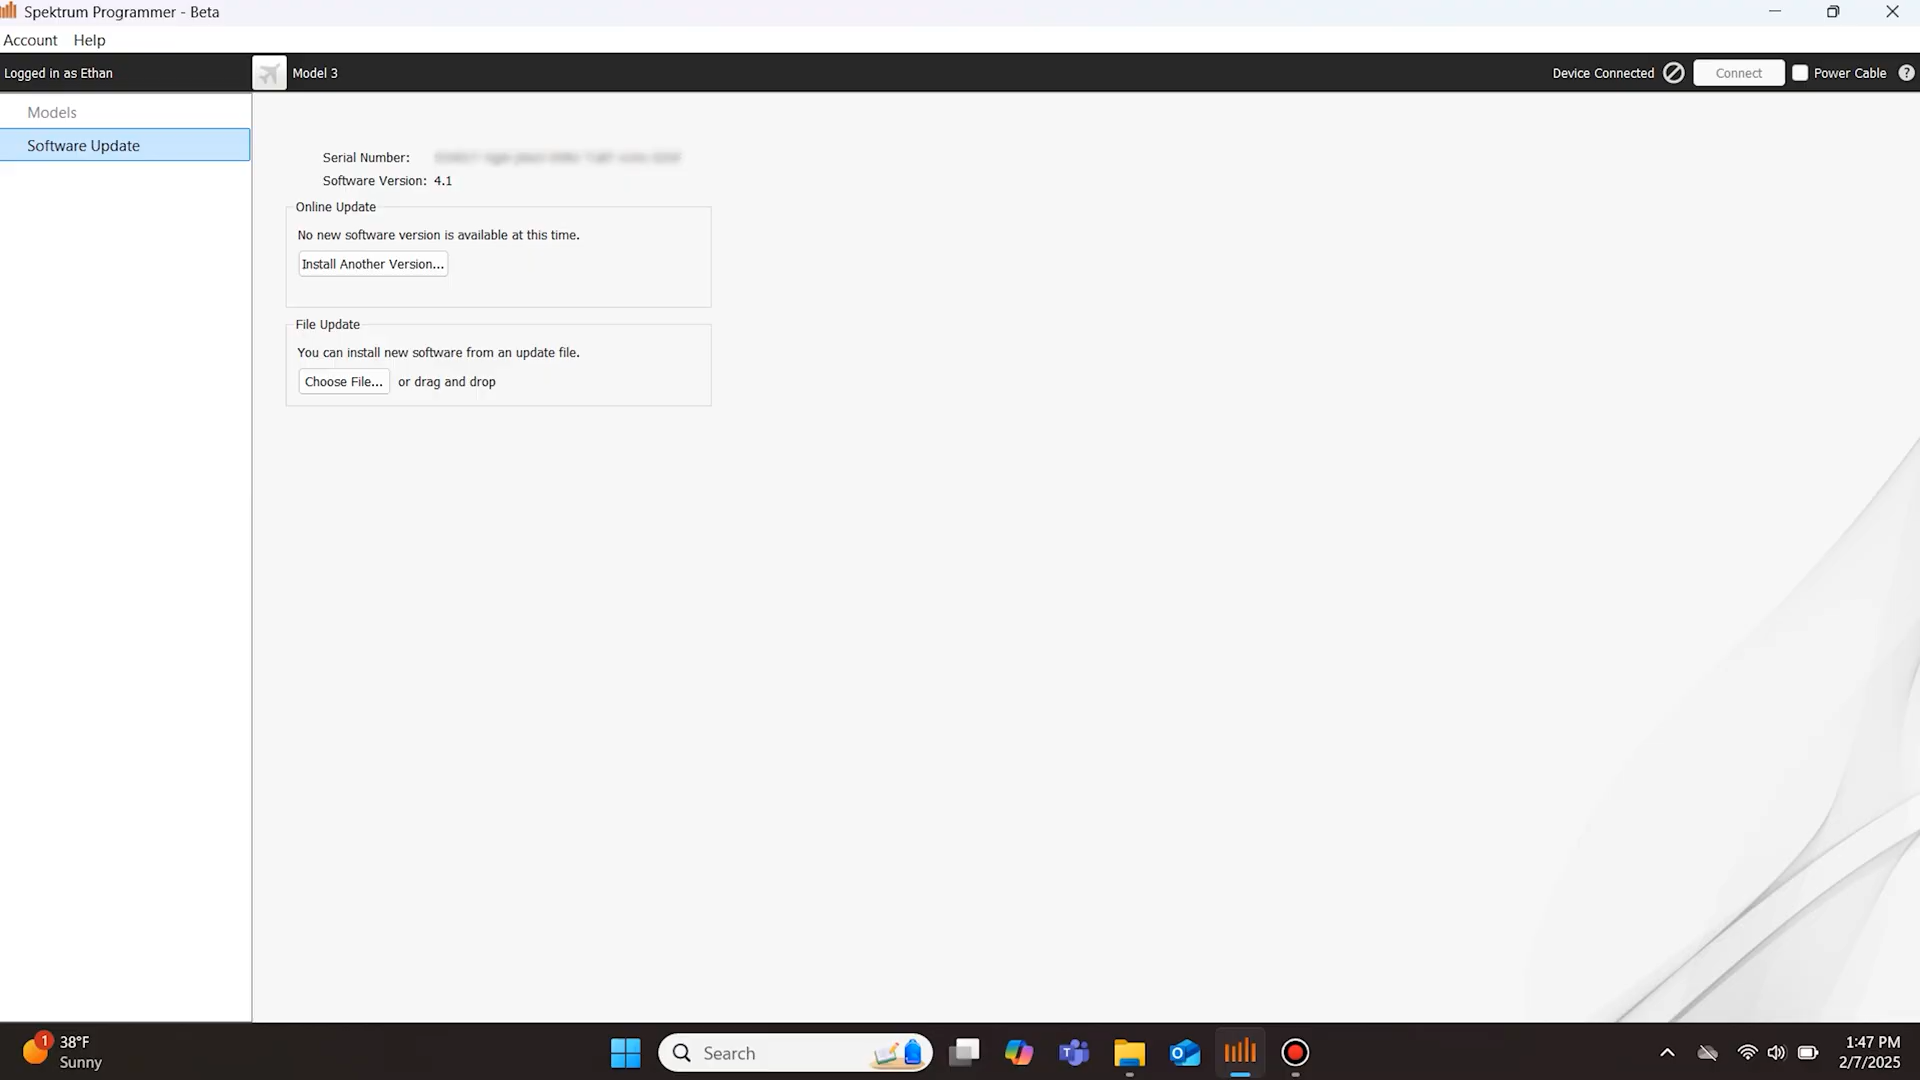 Spektrum Programmer - Beta
Account Help
Logged in as Ethan
Model 3
Device Connected
Connect
Power Cable
?
Models
Software Update
Serial Number:
Software Version: 4.1
Online Update
No new software version is available at this time.
Install Another Version...
File Update
You can install new software from an update file.
Choose File... or drag and drop
1
38°F
Sunny
Search
1:47 PM
2/7/2025